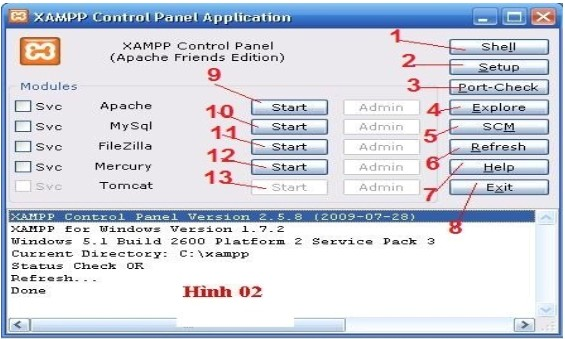 XAMPP Control Panel Application
XAMPP Control Panel
(Apache Friends Edition)
1 Shell
2 Setup
3 Port-Check
4 Explore
5 SCM
6 Refresh
7 Help
8 Exit
Modules
9
Svc Apache Start Admin
10
Svc MySql Start Admin
11
Svc FileZilla Start Admin
12
Svc Mercury Start Admin
13
Svc Tomcat Start Admin
XAMPP Control Panel Version 2.5.8 (2009-07-28)
XAMPP for Windows Version 1.7.2
Windows 5.1 Build 2600 Platform 2 Service Pack 3
Current Directory: C:\xampp
Status Check OK
Refresh...
Done
Hình 02